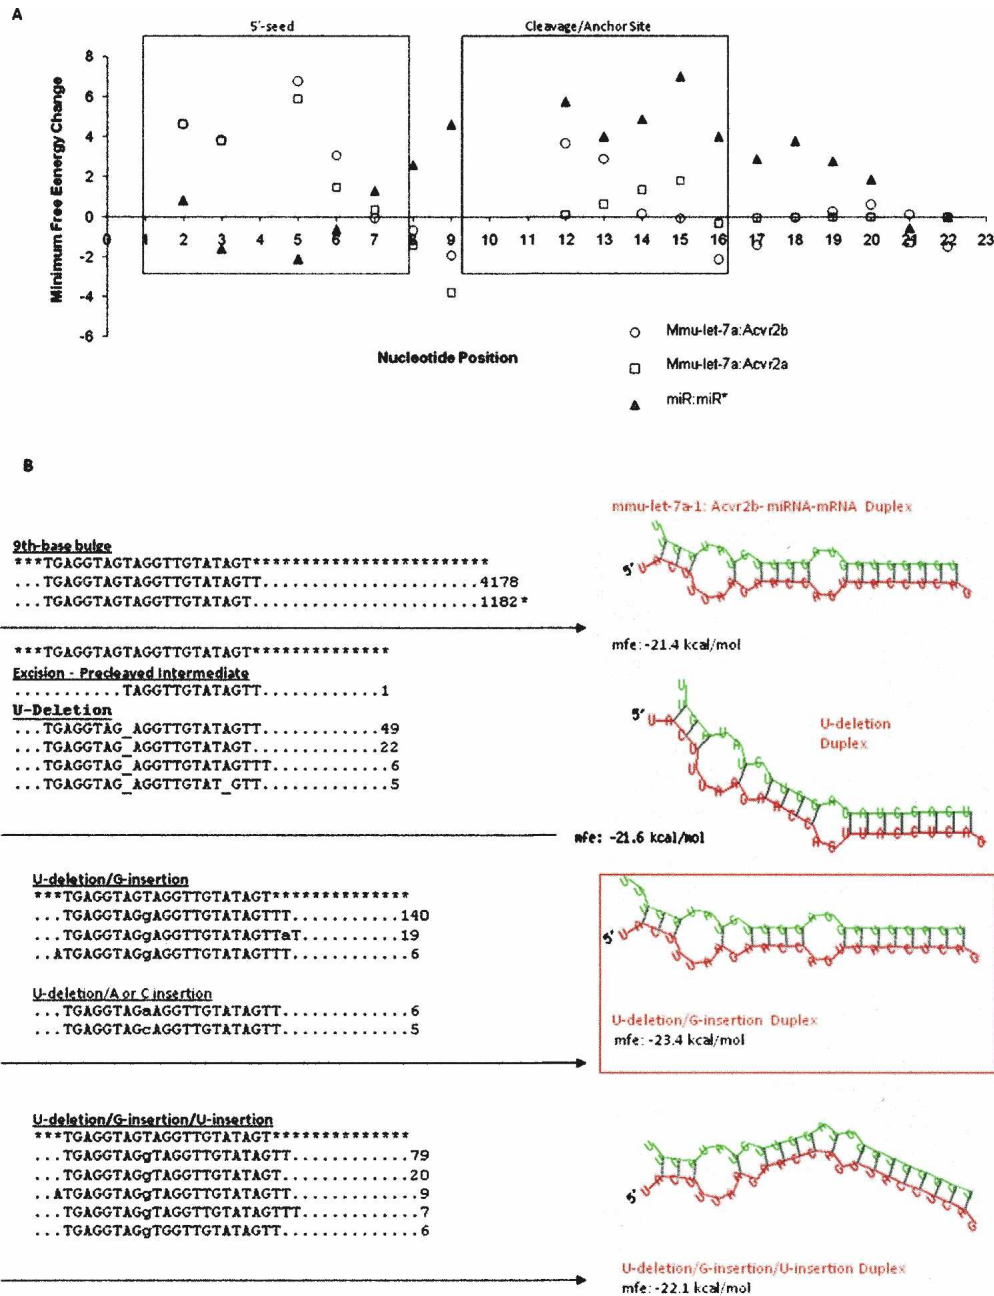 A
5'-seed
Cleavage/Anchor Site
8
6
4
2
0
-2
-4
-6
Minimum Free Eenergy Change
0 1 2 3 4 5 6 7 8 9 10 11 12 13 14 15 16 17 18 19 20 21 22 23
Nucleotide Position
Mmu-let-7a:Acvr2b
Mmu-let-7a:Acvr2a
miR:miR*
B
mmu-let-7a-1: Acvr2b- miRNA-mRNA Duplex
9th-base bulge
***TGAGGTAGTAGGTTGTATAGT***********************
...TGAGGTAGTAGGTTGTATAGTT......................4178
...TGAGGTAGTAGGTTGTATAGT.......................1182*
5'
mfe: -21.4 kcal/mol
***TGAGGTAGTAGGTTGTATAGT*************
Excision - Precleaved Intermediate
...........TAGGTTGTATAGTT............1
U-Deletion
...TGAGGTAG_AGGTTGTATAGTT............49
...TGAGGTAG_AGGTTGTATAGT.............22
...TGAGGTAG_AGGTTGTATAGTTT...........6
...TGAGGTAG_AGGTTGTAT_GTT............5
5'
U-deletion
Duplex
mfe: -21.6 kcal/mol
U-deletion/G-insertion
***TGAGGTAGTAGGTTGTATAGT**************
...TGAGGTAGgAGGTTGTATAGTTT...........140
...TGAGGTAGgAGGTTGTATAGTTaT..........19
..ATGAGGTAGgAGGTTGTATAGTTT...........6
U-deletion/A or C insertion
...TGAGGTAGaAGGTTGTATAGTT............6
...TGAGGTAGcAGGTTGTATAGTT............5
5'
U-deletion/G-insertion Duplex
mfe: -23.4 kcal/mol
U-deletion/G-insertion/U-insertion
***TGAGGTAGTAGGTTGTATAGT**************
...TGAGGTAGgTAGGTTGTATAGTT............79
...TGAGGTAGgTAGGTTGTATAGT.............20
..ATGAGGTAGgTAGGTTGTATAGTT............9
...TGAGGTAGgTAGGTTGTATAGTTT...........7
...TGAGGTAGgTGGTTGTATAGTT.............6
5'
U-deletion/G-insertion/U-insertion Duplex
mfe: -22.1 kcal/mol